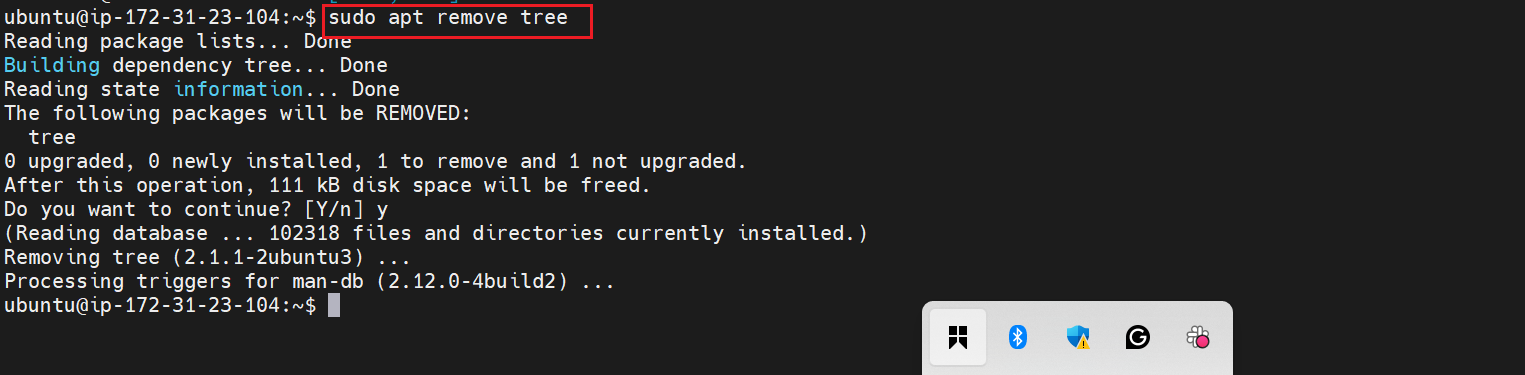 ubuntu@ip-172-31-23-104:~$ sudo apt remove tree
Reading package lists... Done
Building dependency tree... Done
Reading state information... Done
The following packages will be REMOVED:
  tree
0 upgraded, 0 newly installed, 1 to remove and 1 not upgraded.
After this operation, 111 kB disk space will be freed.
Do you want to continue? [Y/n] y
(Reading database ... 102318 files and directories currently installed.)
Removing tree (2.1.1-2ubuntu3) ...
Processing triggers for man-db (2.12.0-4build2) ...
ubuntu@ip-172-31-23-104:~$